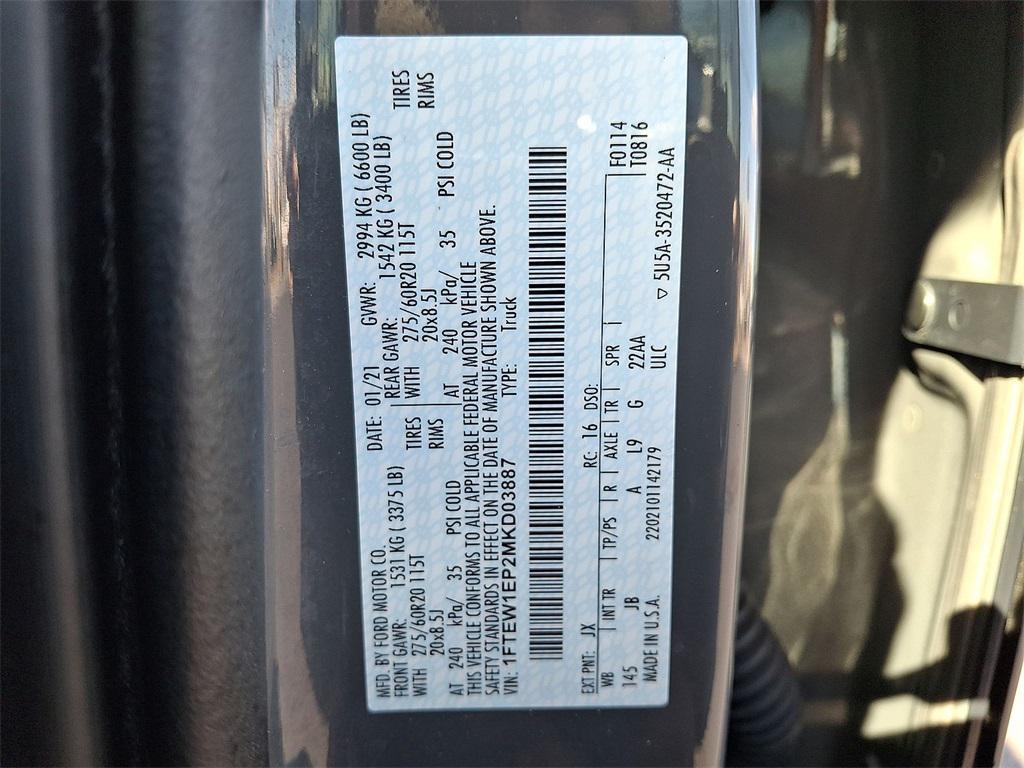 MFD. BY FORD MOTOR CO. DATE: 01/21 GVWR: 2994 KG ( 6600 LB)
FRONT GAWR: 1531 KG ( 3375 LB) REAR GAWR: 1542 KG ( 3400 LB)
WITH 275/60R20 115T TIRES WITH 275/60R20 115T TIRES
20x8.5J RIMS 20x8.5J RIMS
AT 240 kPa/ 35 PSI COLD AT 240 kPa/ 35 PSI COLD
THIS VEHICLE CONFORMS TO ALL APPLICABLE FEDERAL MOTOR VEHICLE
SAFETY STANDARDS IN EFFECT ON THE DATE OF MANUFACTURE SHOWN ABOVE.
VIN: 1FTEW1EP2MKD03887 TYPE: Truck
EXT PNT: JX RC: 16 DSO:
WB | INT TR | TP/PS | R | AXLE | TR | SPR | F0114
145 JB A L9 G 22AA T0816
ULC
MADE IN U.S.A. 2202101142179 ▽ 5U5A-3520472-AA